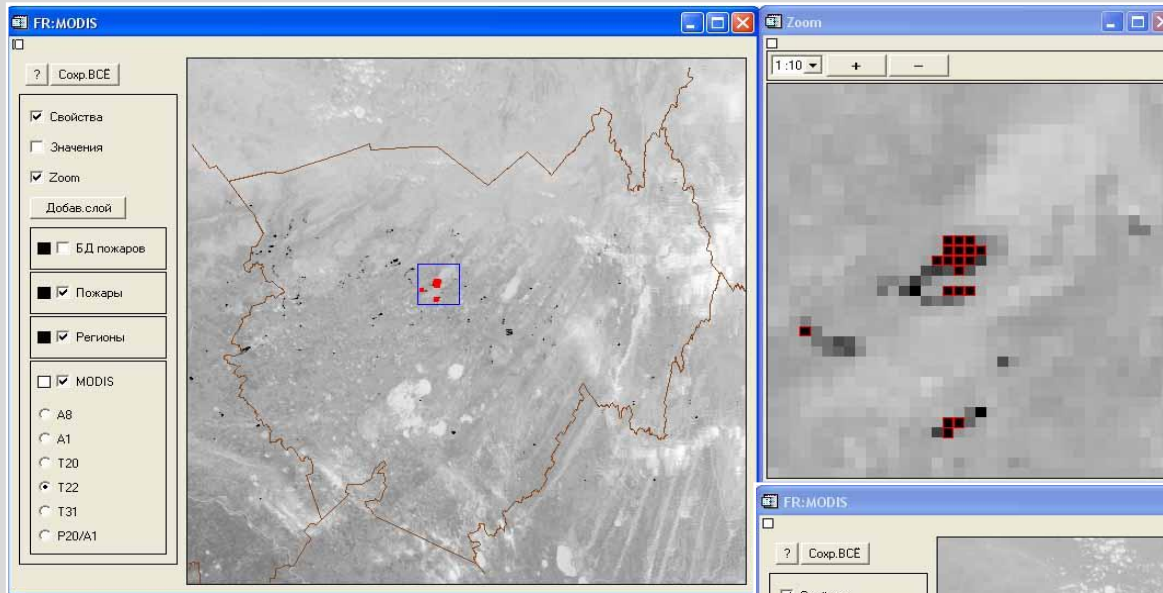 FR:MODIS
? Сохр.ВСЁ
Свойства
Значения
Zoom
Добав.слой
БД пожаров
Пожары
Регионы
MODIS
A8
A1
T20
T22
T31
P20/A1
Zoom
1 :10 + −
FR:MODIS
? Сохр.ВСЁ